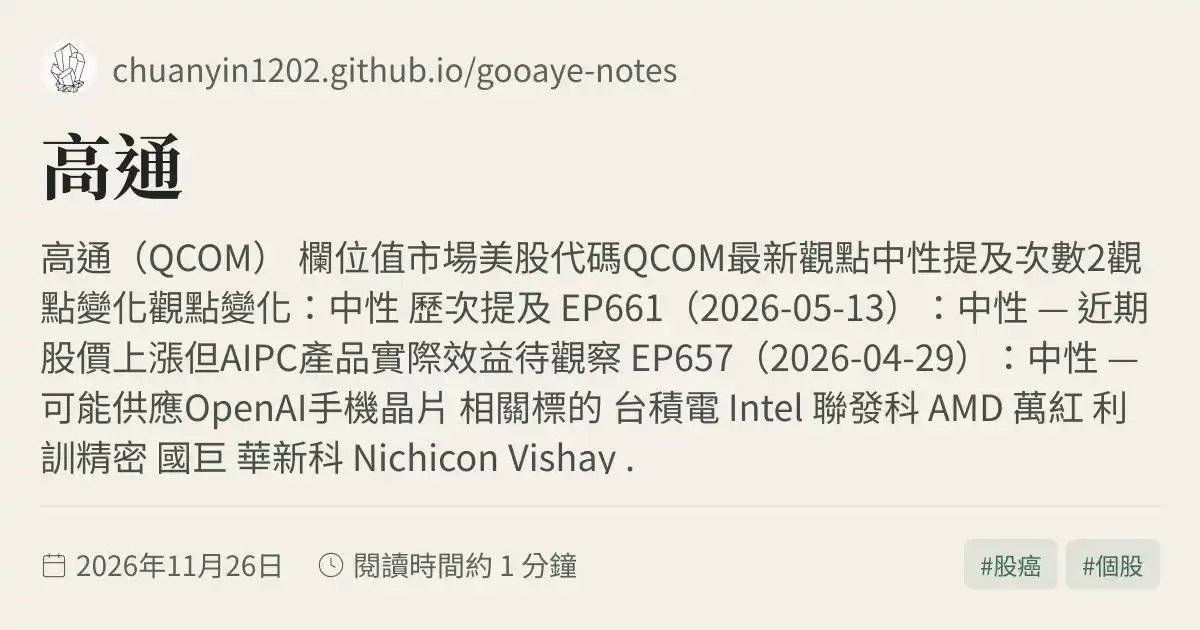 chuanyin1202.github.io/gooaye-notes
高通
高通（QCOM） 欄位值市場美股代碼QCOM最新觀點中性提及次數2觀
點變化觀點變化：中性 歷次提及 EP661（2026-05-13）：中性 — 近期
股價上漲但AIPC產品實際效益待觀察 EP657（2026-04-29）：中性 —
可能供應OpenAI手機晶片 相關標的 台積電 Intel 聯發科 AMD 萬紅 利
訓精密 國巨 華新科 Nichicon Vishay .
2026年11月26日 閱讀時間約 1 分鐘 #股癌 #個股